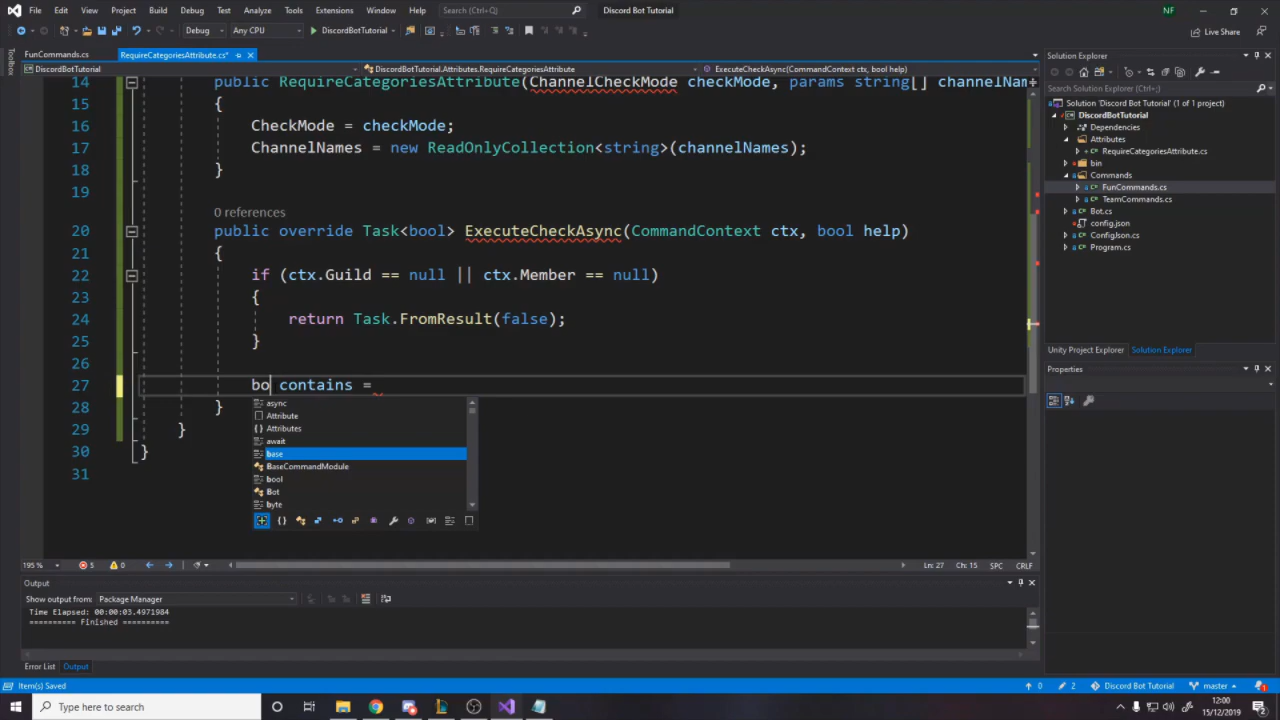 File Edit View Project Build Debug Test Analyze Tools Extensions Window Help Search (Ctrl+Q) Discord Bot Tutorial NF
Debug Any CPU DiscordBotTutorial Live Share
Toolbox
FunCommands.cs RequireCategoriesAttribute.cs*
DiscordBotTutorial DiscordBotTutorial.Attributes.RequireCategoriesAttribute ExecuteCheckAsync(CommandContext ctx, bool help)
14 public RequireCategoriesAttribute(ChannelCheckMode checkMode, params string[] channelNam
15 {
16 CheckMode = checkMode;
17 ChannelNames = new ReadOnlyCollection<string>(channelNames);
18 }
19
0 references
20 public override Task<bool> ExecuteCheckAsync(CommandContext ctx, bool help)
21 {
22 if (ctx.Guild == null || ctx.Member == null)
23 {
24 return Task.FromResult(false);
25 }
26
27 bo contains =
28 }
29 }
30 }
31
async
Attribute
{ } Attributes
await
base
BaseCommandModule
bool
Bot
byte
195 % 5 0 Ln: 27 Ch: 15 SPC CRLF
Output
Show output from: Package Manager
Time Elapsed: 00:00:03.4971984
========== Finished ==========
Error List Output
Solution Explorer
Search Solution Explorer (Ctrl+;)
Solution 'Discord Bot Tutorial' (1 of 1 project)
DiscordBotTutorial
Dependencies
Attributes
RequireCategoriesAttribute.cs
bin
Commands
FunCommands.cs
TeamCommands.cs
Bot.cs
config.json
ConfigJson.cs
Program.cs
Unity Project Explorer Solution Explorer
Properties
Item(s) Saved 0 2 Discord Bot Tutorial master 1
Type here to search 12:00
15/12/2019 2